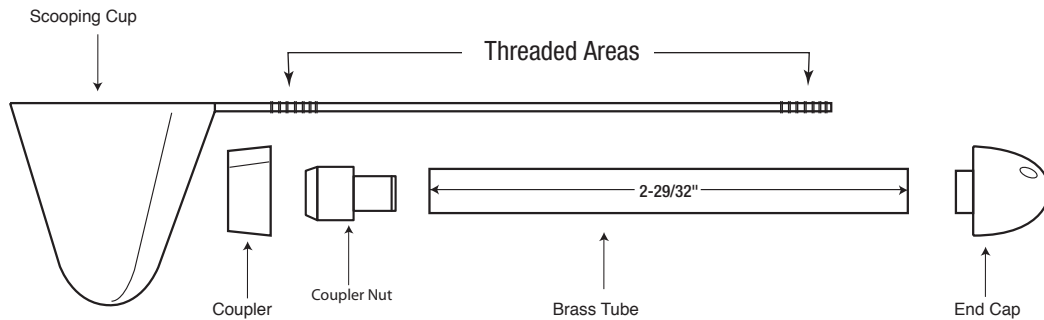 Scooping Cup
Threaded Areas
2-29/32"
Coupler
Coupler Nut
Brass Tube
End Cap